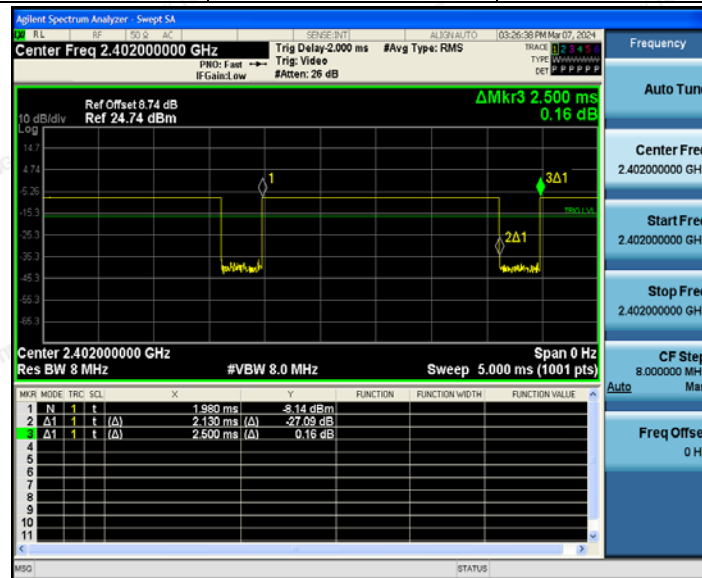 Agilent Spectrum Analyzer - Swept SA
RL RF 50 Ω AC SENSE:INT ALIGN AUTO 03:26:38 PM Mar 07, 2024
Center Freq 2.402000000 GHz
PNO: Fast
IFGain:Low
Trig Delay-2.000 ms
Trig: Video
#Atten: 26 dB
#Avg Type: RMS
TRACE 1 2 3 4 5 6
TYPE WWWWWW
DET P P P P P P
ΔMkr3 2.500 ms
0.16 dB
Ref Offset 8.74 dB
10 dB/div Ref 24.74 dBm
Log
14.7
4.74
-5.26
-15.3
-25.3
-35.3
-45.3
-55.3
-65.3
1
3Δ1
TRIG LVL
2Δ1
Center 2.402000000 GHz Span 0 Hz
Res BW 8 MHz #VBW 8.0 MHz Sweep 5.000 ms (1001 pts)
MKR MODE TRC SCL X Y FUNCTION FUNCTION WIDTH FUNCTION VALUE
1 N 1 t 1.980 ms -8.14 dBm
2 Δ1 1 t (Δ) 2.130 ms (Δ) -27.09 dB
3 Δ1 1 t (Δ) 2.500 ms (Δ) 0.16 dB
4
5
6
7
8
9
10
11
MSG STATUS
Frequency
Auto Tun
Center Fre
2.402000000 GH
Start Fre
2.402000000 GH
Stop Fre
2.402000000 GH
CF Ste
8.000000 MH
Auto Ma
Freq Offse
0 H